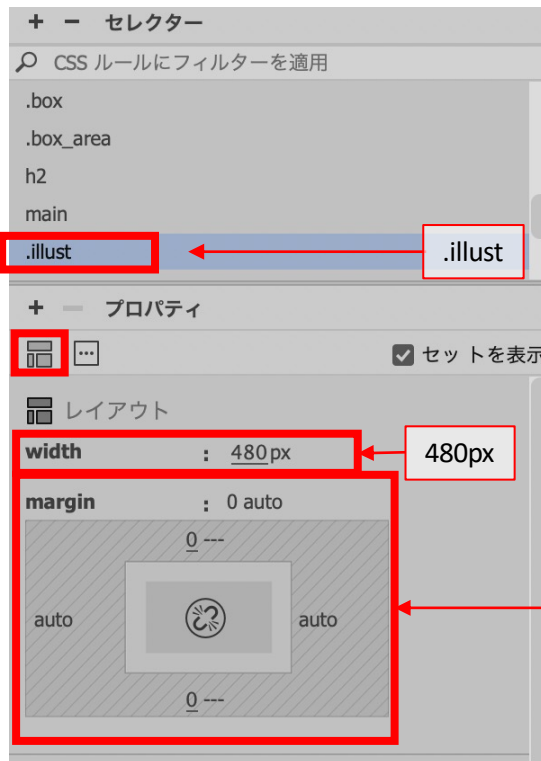 + − セレクター
CSS ルールにフィルターを適用
.box
.box_area
h2
main
.illust
.illust
+ − プロパティ
セットを表示
レイアウト
width : 480px
480px
margin : 0 auto
0 ---
auto
auto
0 ---